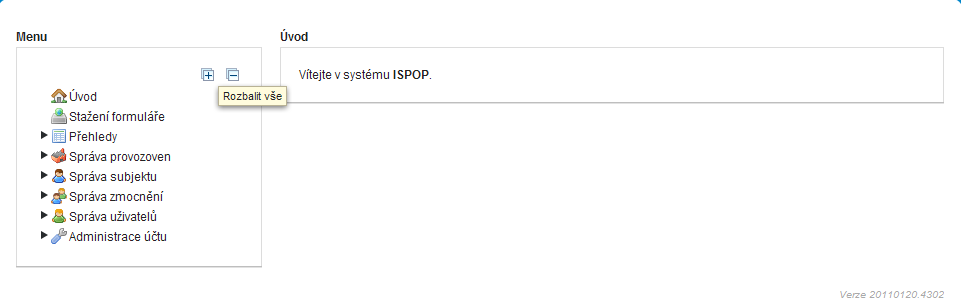 Menu
Úvod
Vítejte v systému ISPOP.
Rozbalit vše
Úvod
Stažení formuláře
Přehledy
Správa provozoven
Správa subjektu
Správa zmocnění
Správa uživatelů
Administrace účtu
Verze 20110120.4302